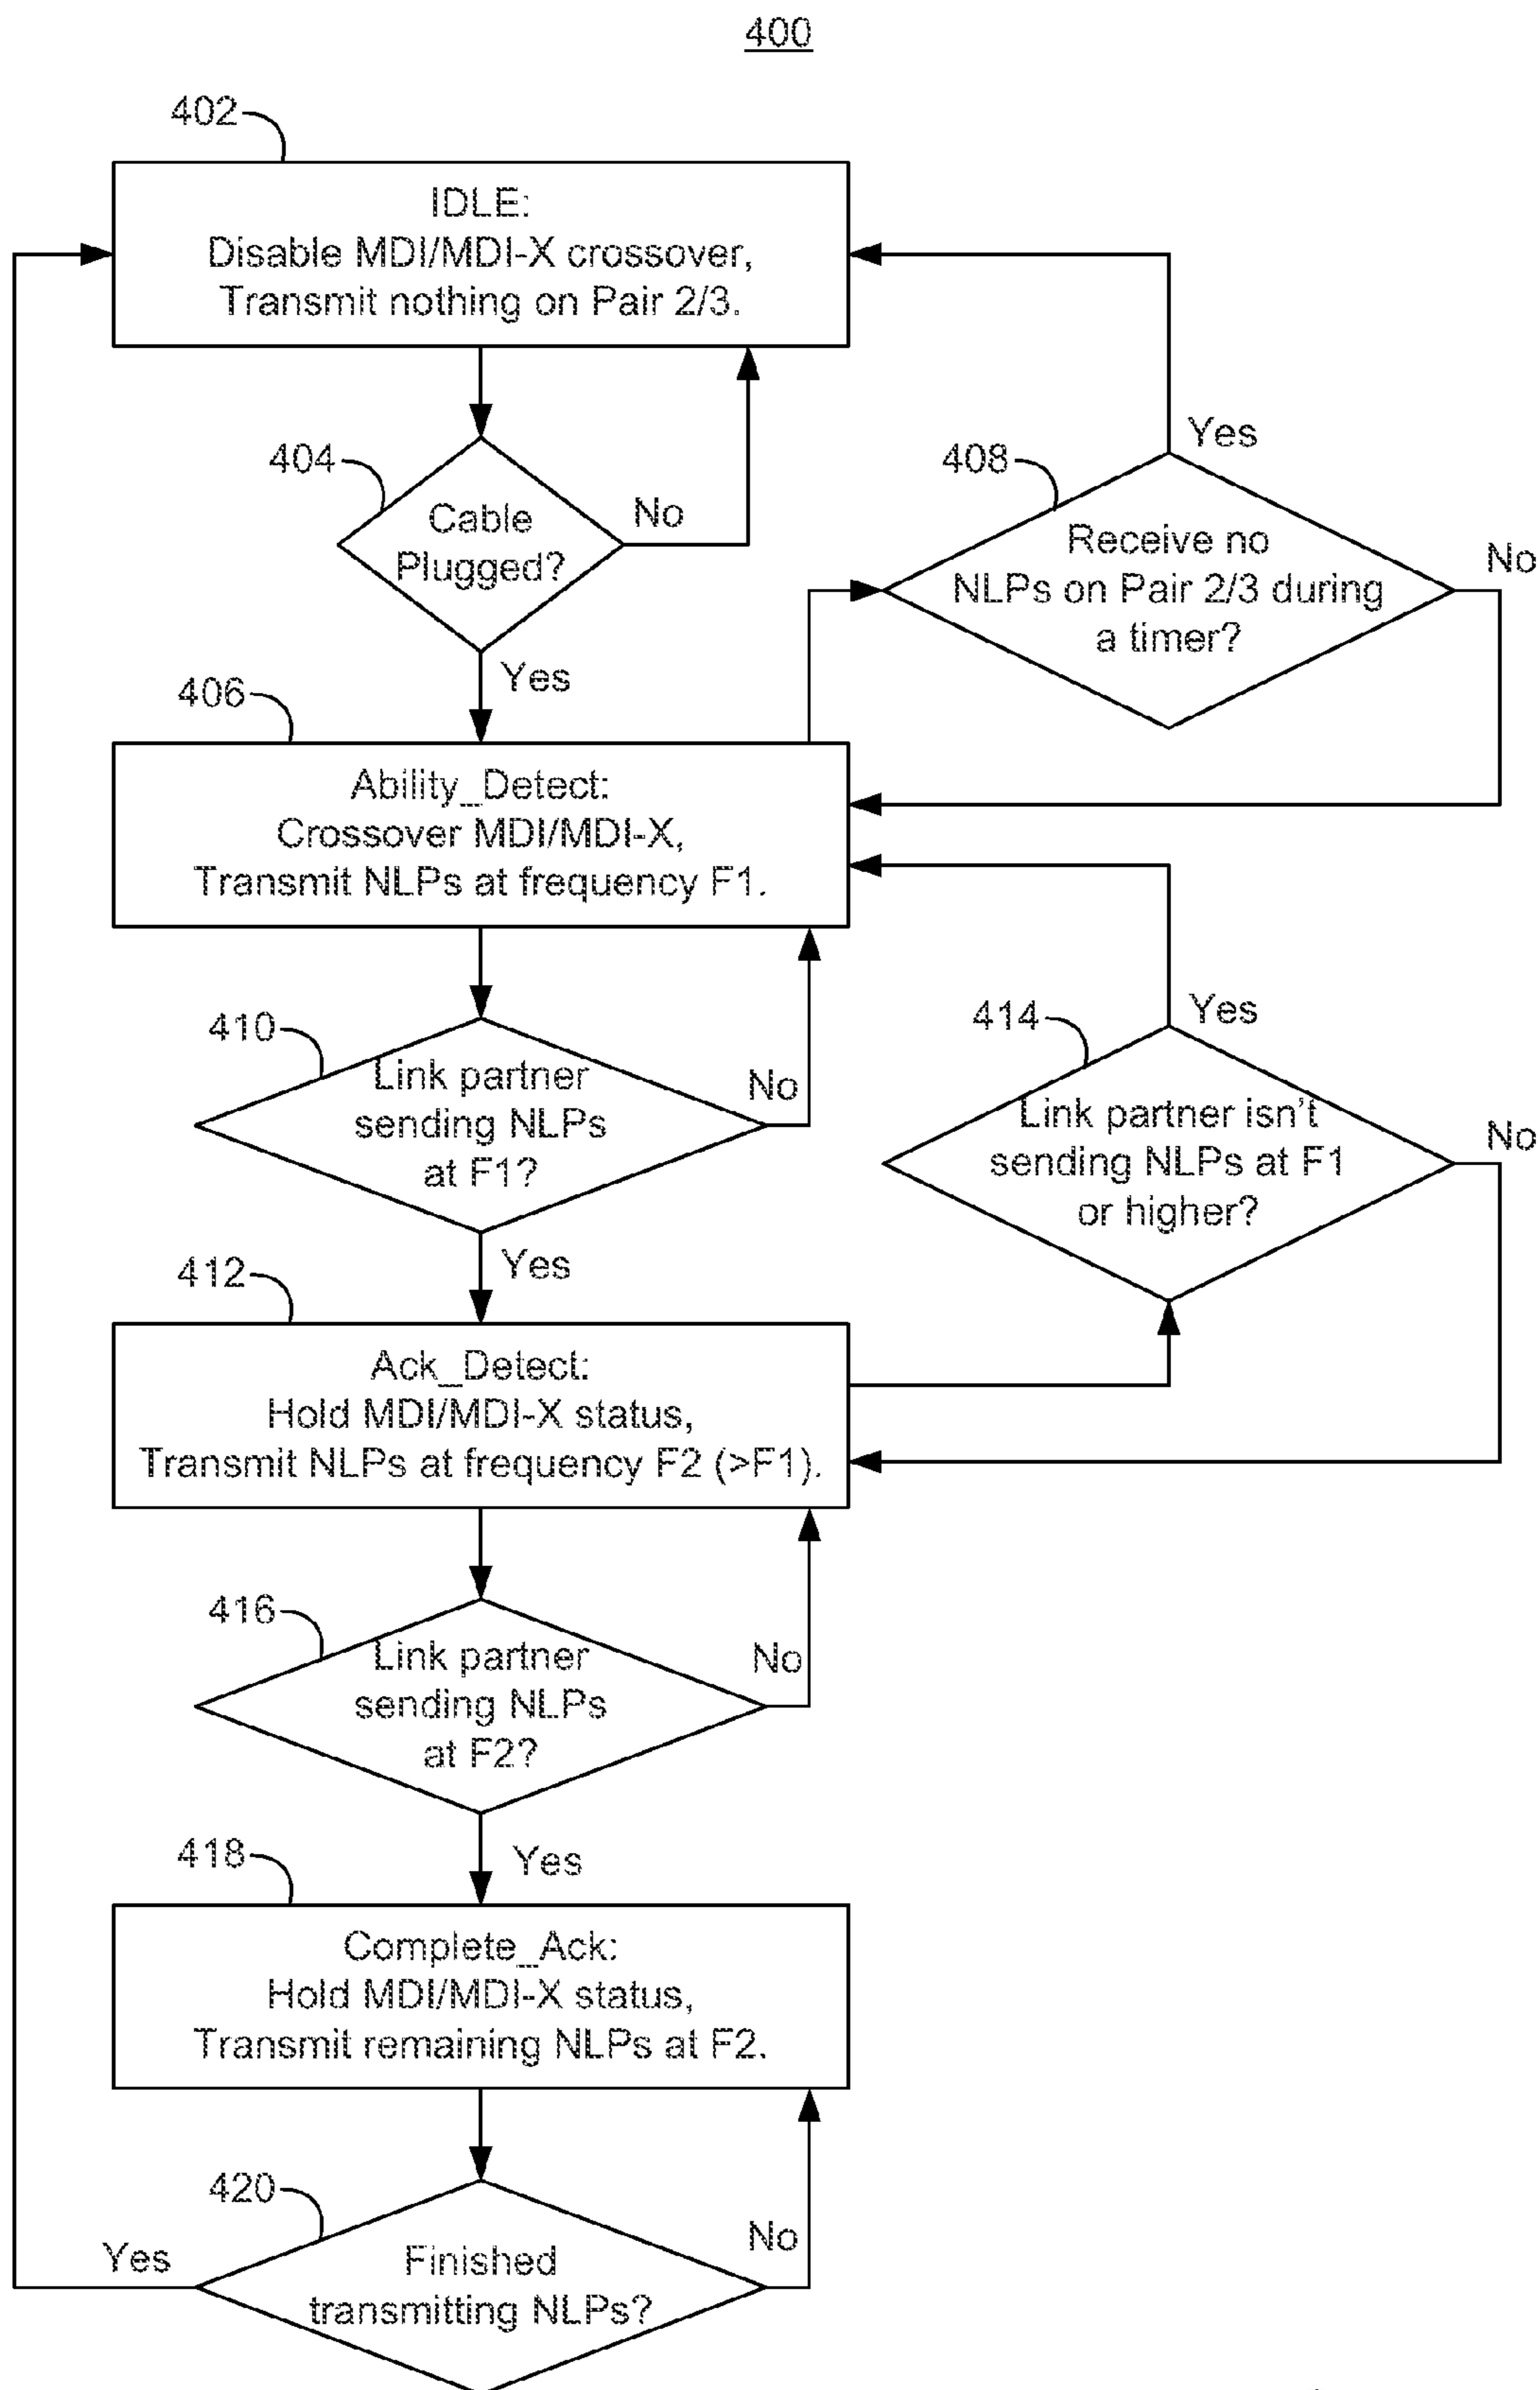 400
402
IDLE:
Disable MDI/MDI-X crossover,
Transmit nothing on Pair 2/3.
404
Cable
Plugged?
No
Yes
408
Receive no
NLPs on Pair 2/3 during
a timer?
Yes
No
406
Ability_Detect:
Crossover MDI/MDI-X,
Transmit NLPs at frequency F1.
410
Link partner
sending NLPs
at F1?
No
Yes
414
Link partner isn't
sending NLPs at F1
or higher?
Yes
No
412
Ack_Detect:
Hold MDI/MDI-X status,
Transmit NLPs at frequency F2 (>F1).
416
Link partner
sending NLPs
at F2?
No
Yes
418
Complete_Ack:
Hold MDI/MDI-X status,
Transmit remaining NLPs at F2.
420
Finished
transmitting NLPs?
No
Yes